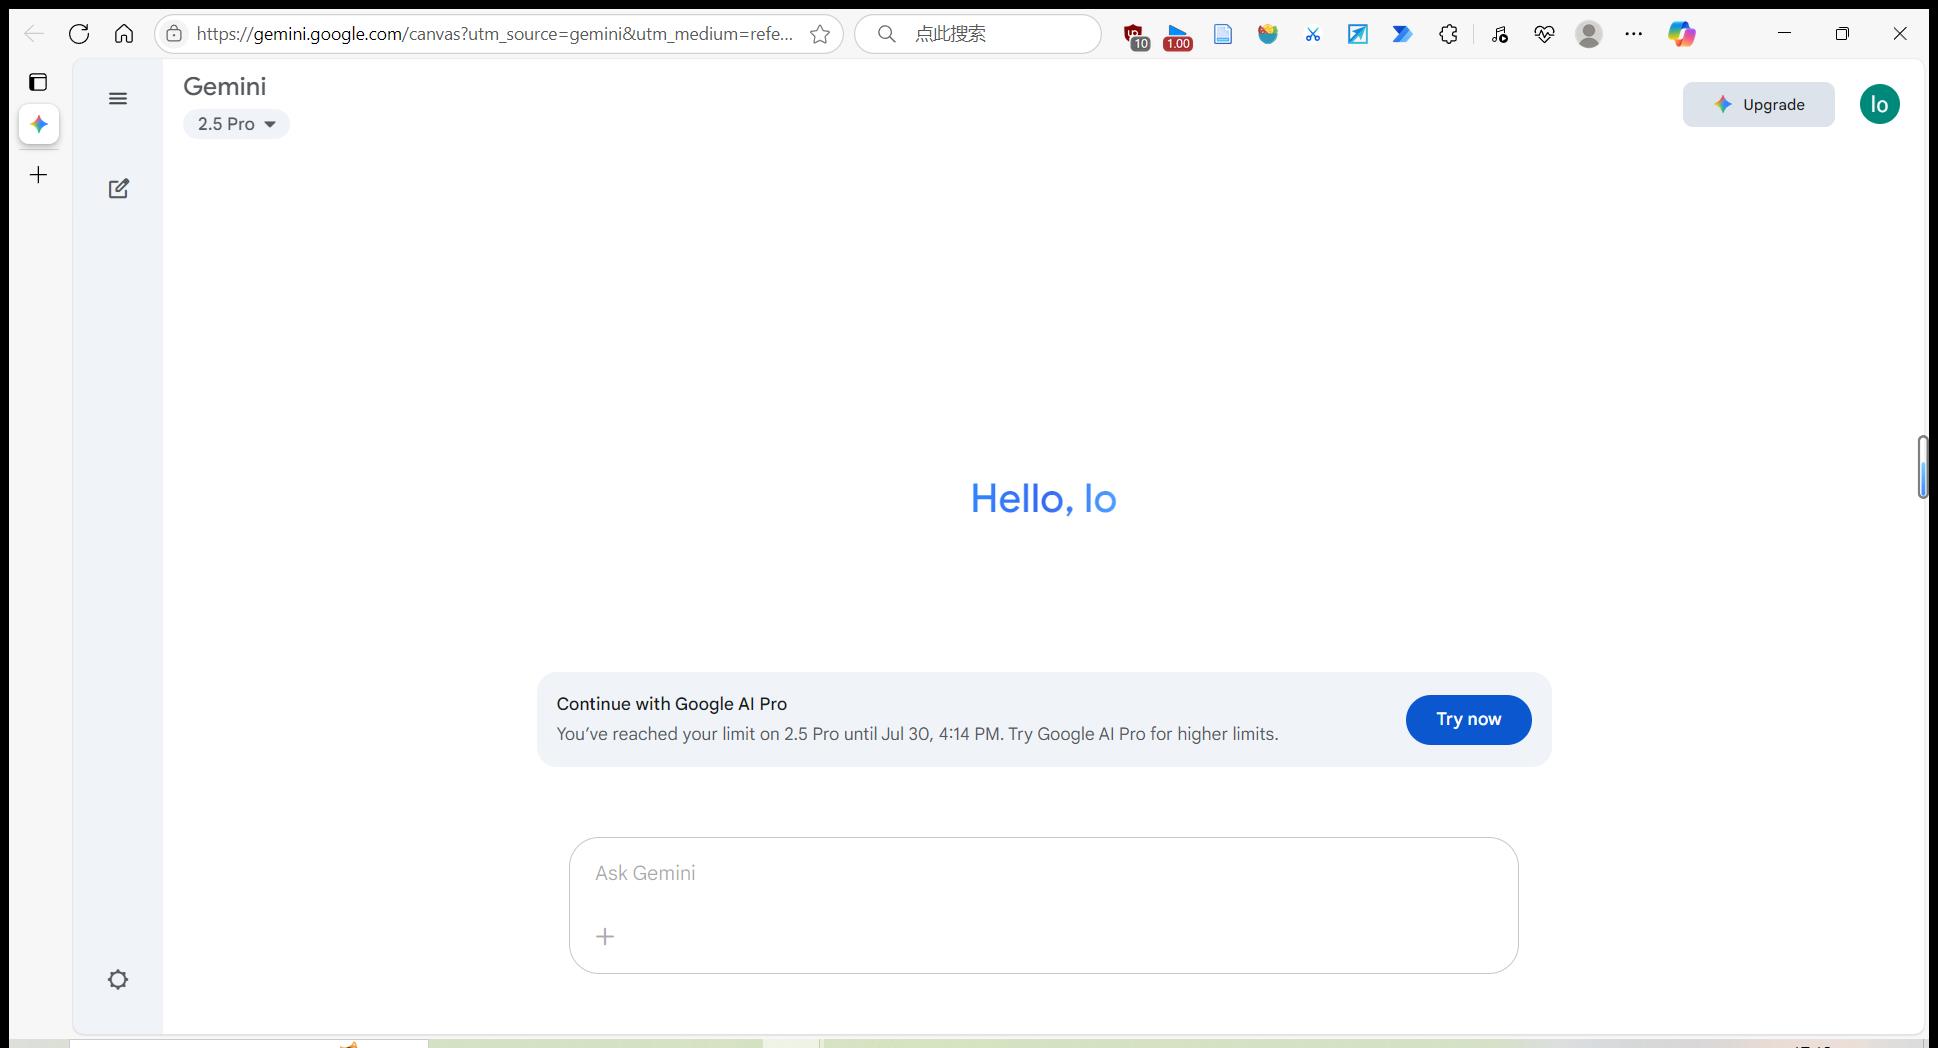 https://gemini.google.com/canvas?utm_source=gemini&utm_medium=refe...
点此搜索
10
1.00
Gemini
2.5 Pro
Upgrade
lo
Hello, lo
Continue with Google AI Pro
You’ve reached your limit on 2.5 Pro until Jul 30, 4:14 PM. Try Google AI Pro for higher limits.
Try now
Ask Gemini